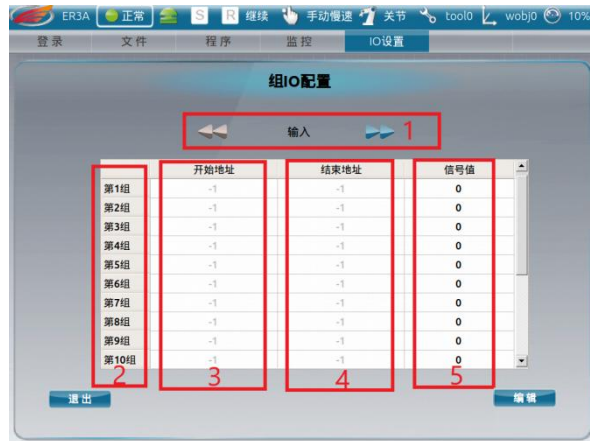 ER3A 正常 S R 继续 手动慢速 关节 tool0 wobj0 10%
登录 文件 程序 监控 IO设置
组IO配置
输入 1
开始地址 结束地址 信号值
第1组 -1 -1 0
第2组 -1 -1 0
第3组 -1 -1 0
第4组 -1 -1 0
第5组 -1 -1 0
第6组 -1 -1 0
第7组 -1 -1 0
第8组 -1 -1 0
第9组 -1 -1 0
第10组 -1 -1 0
2 3 4 5
退出 编辑